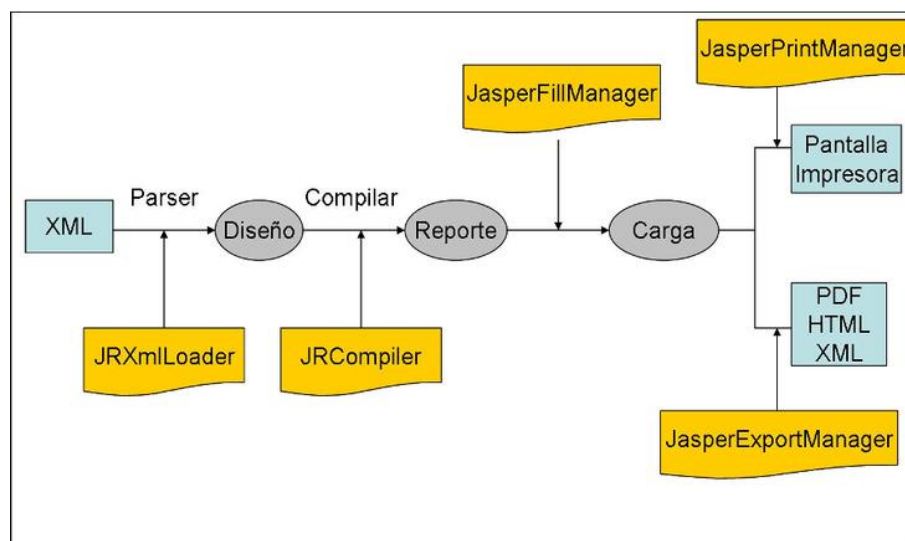 JasperPrintManager
JasperFillManager
Pantalla
Impresora
Parser
Compilar
XML
Diseño
Reporte
Carga
PDF
HTML
XML
JRXmlLoader
JRCompiler
JasperExportManager